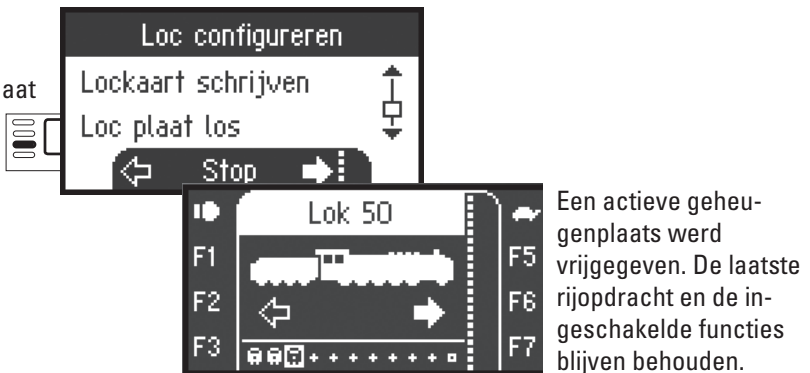 Loc configureren
aat
Lockaart schrijven
Loc plaat los
Stop
Lok 50
F1
F2
F3
F5
F6
F7
Een actieve geheu-
genplaats werd
vrijgegeven. De laatste
rijopdracht en de in-
geschakelde functies
blijven behouden.